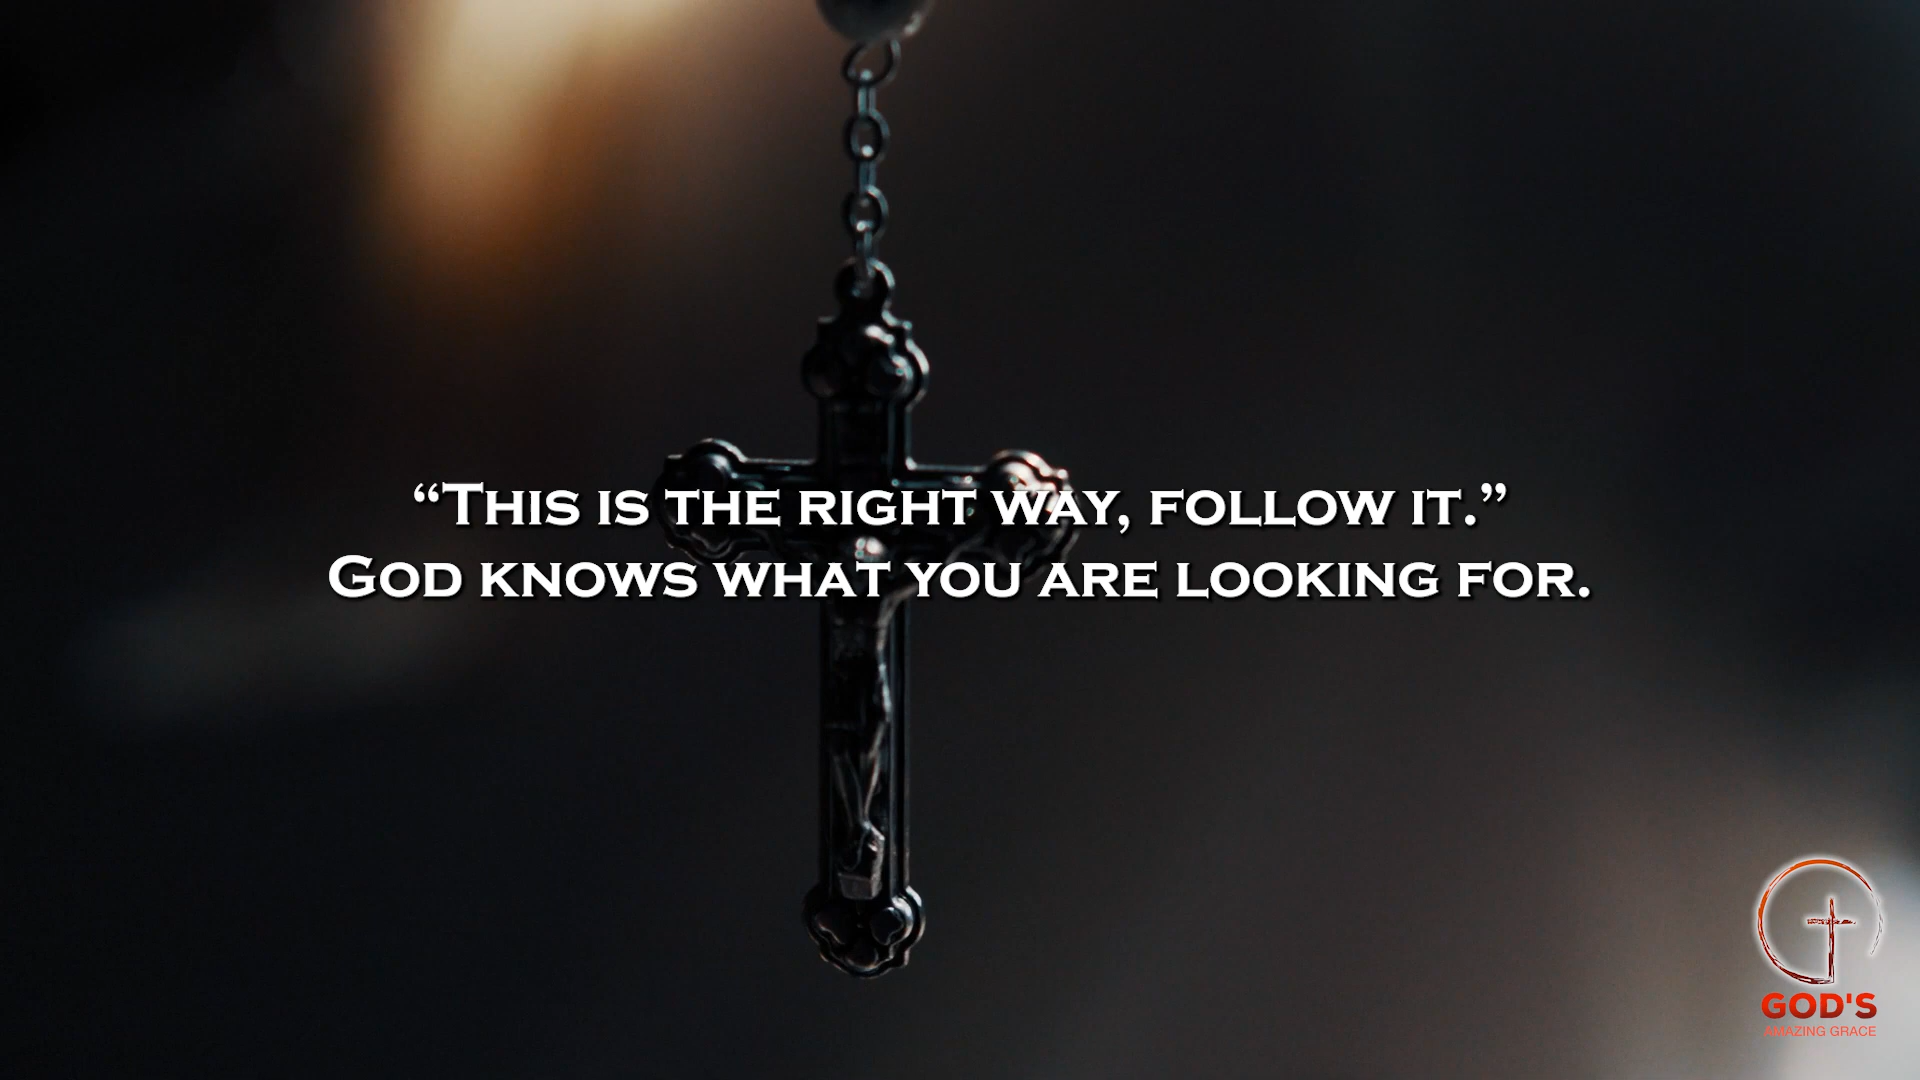 “This is the right way, follow it.”
God knows what you are looking for.
GOD'S
AMAZING GRACE